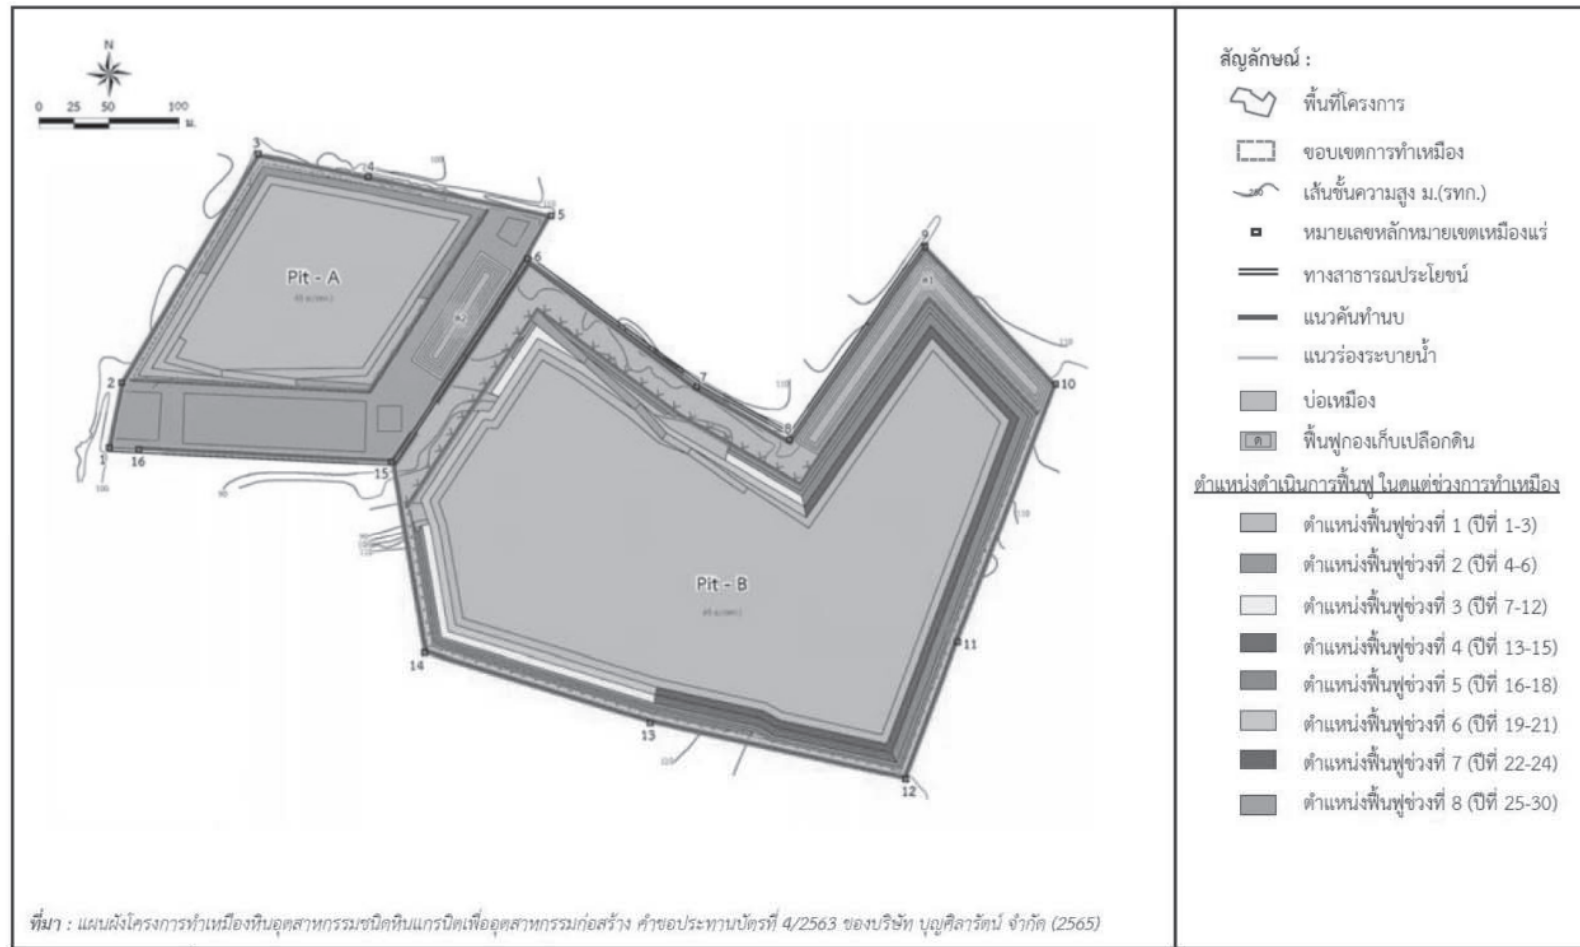 N
0 25 50 100
ม.
3
4
5
6
9
10
2
7
8
1
16
15
11
14
13
12
Pit - A
Pit - B
ด1
ด2
100
110
110
110
110
110
100
90
90
100
110
สัญลักษณ์ :
พื้นที่โครงการ
ขอบเขตการทำเหมือง
เส้นชั้นความสูง ม.(รทก.)
หมายเลขหลักหมายเขตเหมืองแร่
ทางสาธารณประโยชน์
แนวคันทำนบ
แนวร่องระบายน้ำ
บ่อเหมือง
ด ฟื้นฟูกองเก็บเปลือกดิน
ตำแหน่งดำเนินการฟื้นฟู ในดแต่ช่วงการทำเหมือง
ตำแหน่งฟื้นฟูช่วงที่ 1 (ปีที่ 1-3)
ตำแหน่งฟื้นฟูช่วงที่ 2 (ปีที่ 4-6)
ตำแหน่งฟื้นฟูช่วงที่ 3 (ปีที่ 7-12)
ตำแหน่งฟื้นฟูช่วงที่ 4 (ปีที่ 13-15)
ตำแหน่งฟื้นฟูช่วงที่ 5 (ปีที่ 16-18)
ตำแหน่งฟื้นฟูช่วงที่ 6 (ปีที่ 19-21)
ตำแหน่งฟื้นฟูช่วงที่ 7 (ปีที่ 22-24)
ตำแหน่งฟื้นฟูช่วงที่ 8 (ปีที่ 25-30)
ที่มา : แผนผังโครงการทำเหมืองหินอุตสาหกรรมชนิดหินแกรนิตเพื่ออุตสาหกรรมก่อสร้าง คำขอประทานบัตรที่ 4/2563 ของบริษัท บุญศิลารัตน์ จำกัด (2565)